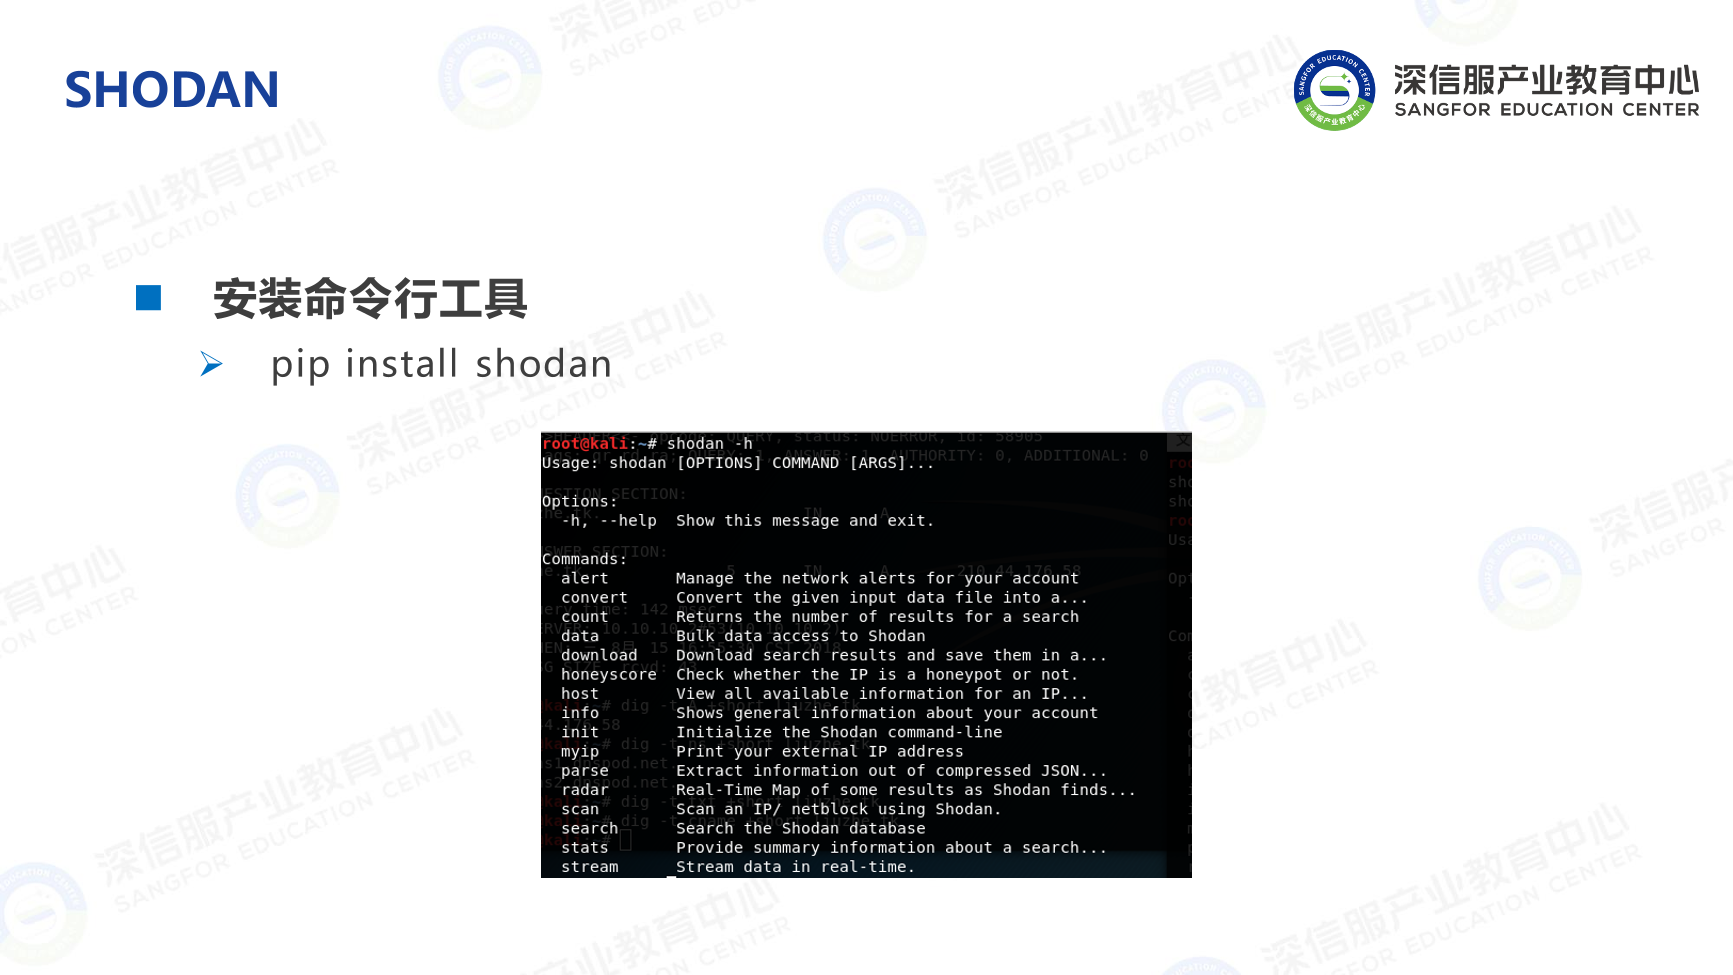 SHODAN
深信服产业教育中心
SANGFOR EDUCATION CENTER
安装命令行工具
pip install shodan
root@kali:~# shodan -h
Usage: shodan [OPTIONS] COMMAND [ARGS]...
Options:
-h, --help  Show this message and exit.
Commands:
alert       Manage the network alerts for your account
convert     Convert the given input data file into a...
count       Returns the number of results for a search
data        Bulk data access to Shodan
download    Download search results and save them in a...
honeyscore  Check whether the IP is a honeypot or not.
host        View all available information for an IP...
info        Shows general information about your account
init        Initialize the Shodan command-line
myip        Print your external IP address
parse       Extract information out of compressed JSON...
radar       Real-Time Map of some results as Shodan finds...
scan        Scan an IP/ netblock using Shodan.
search      Search the Shodan database
stats       Provide summary information about a search...
stream      Stream data in real-time.